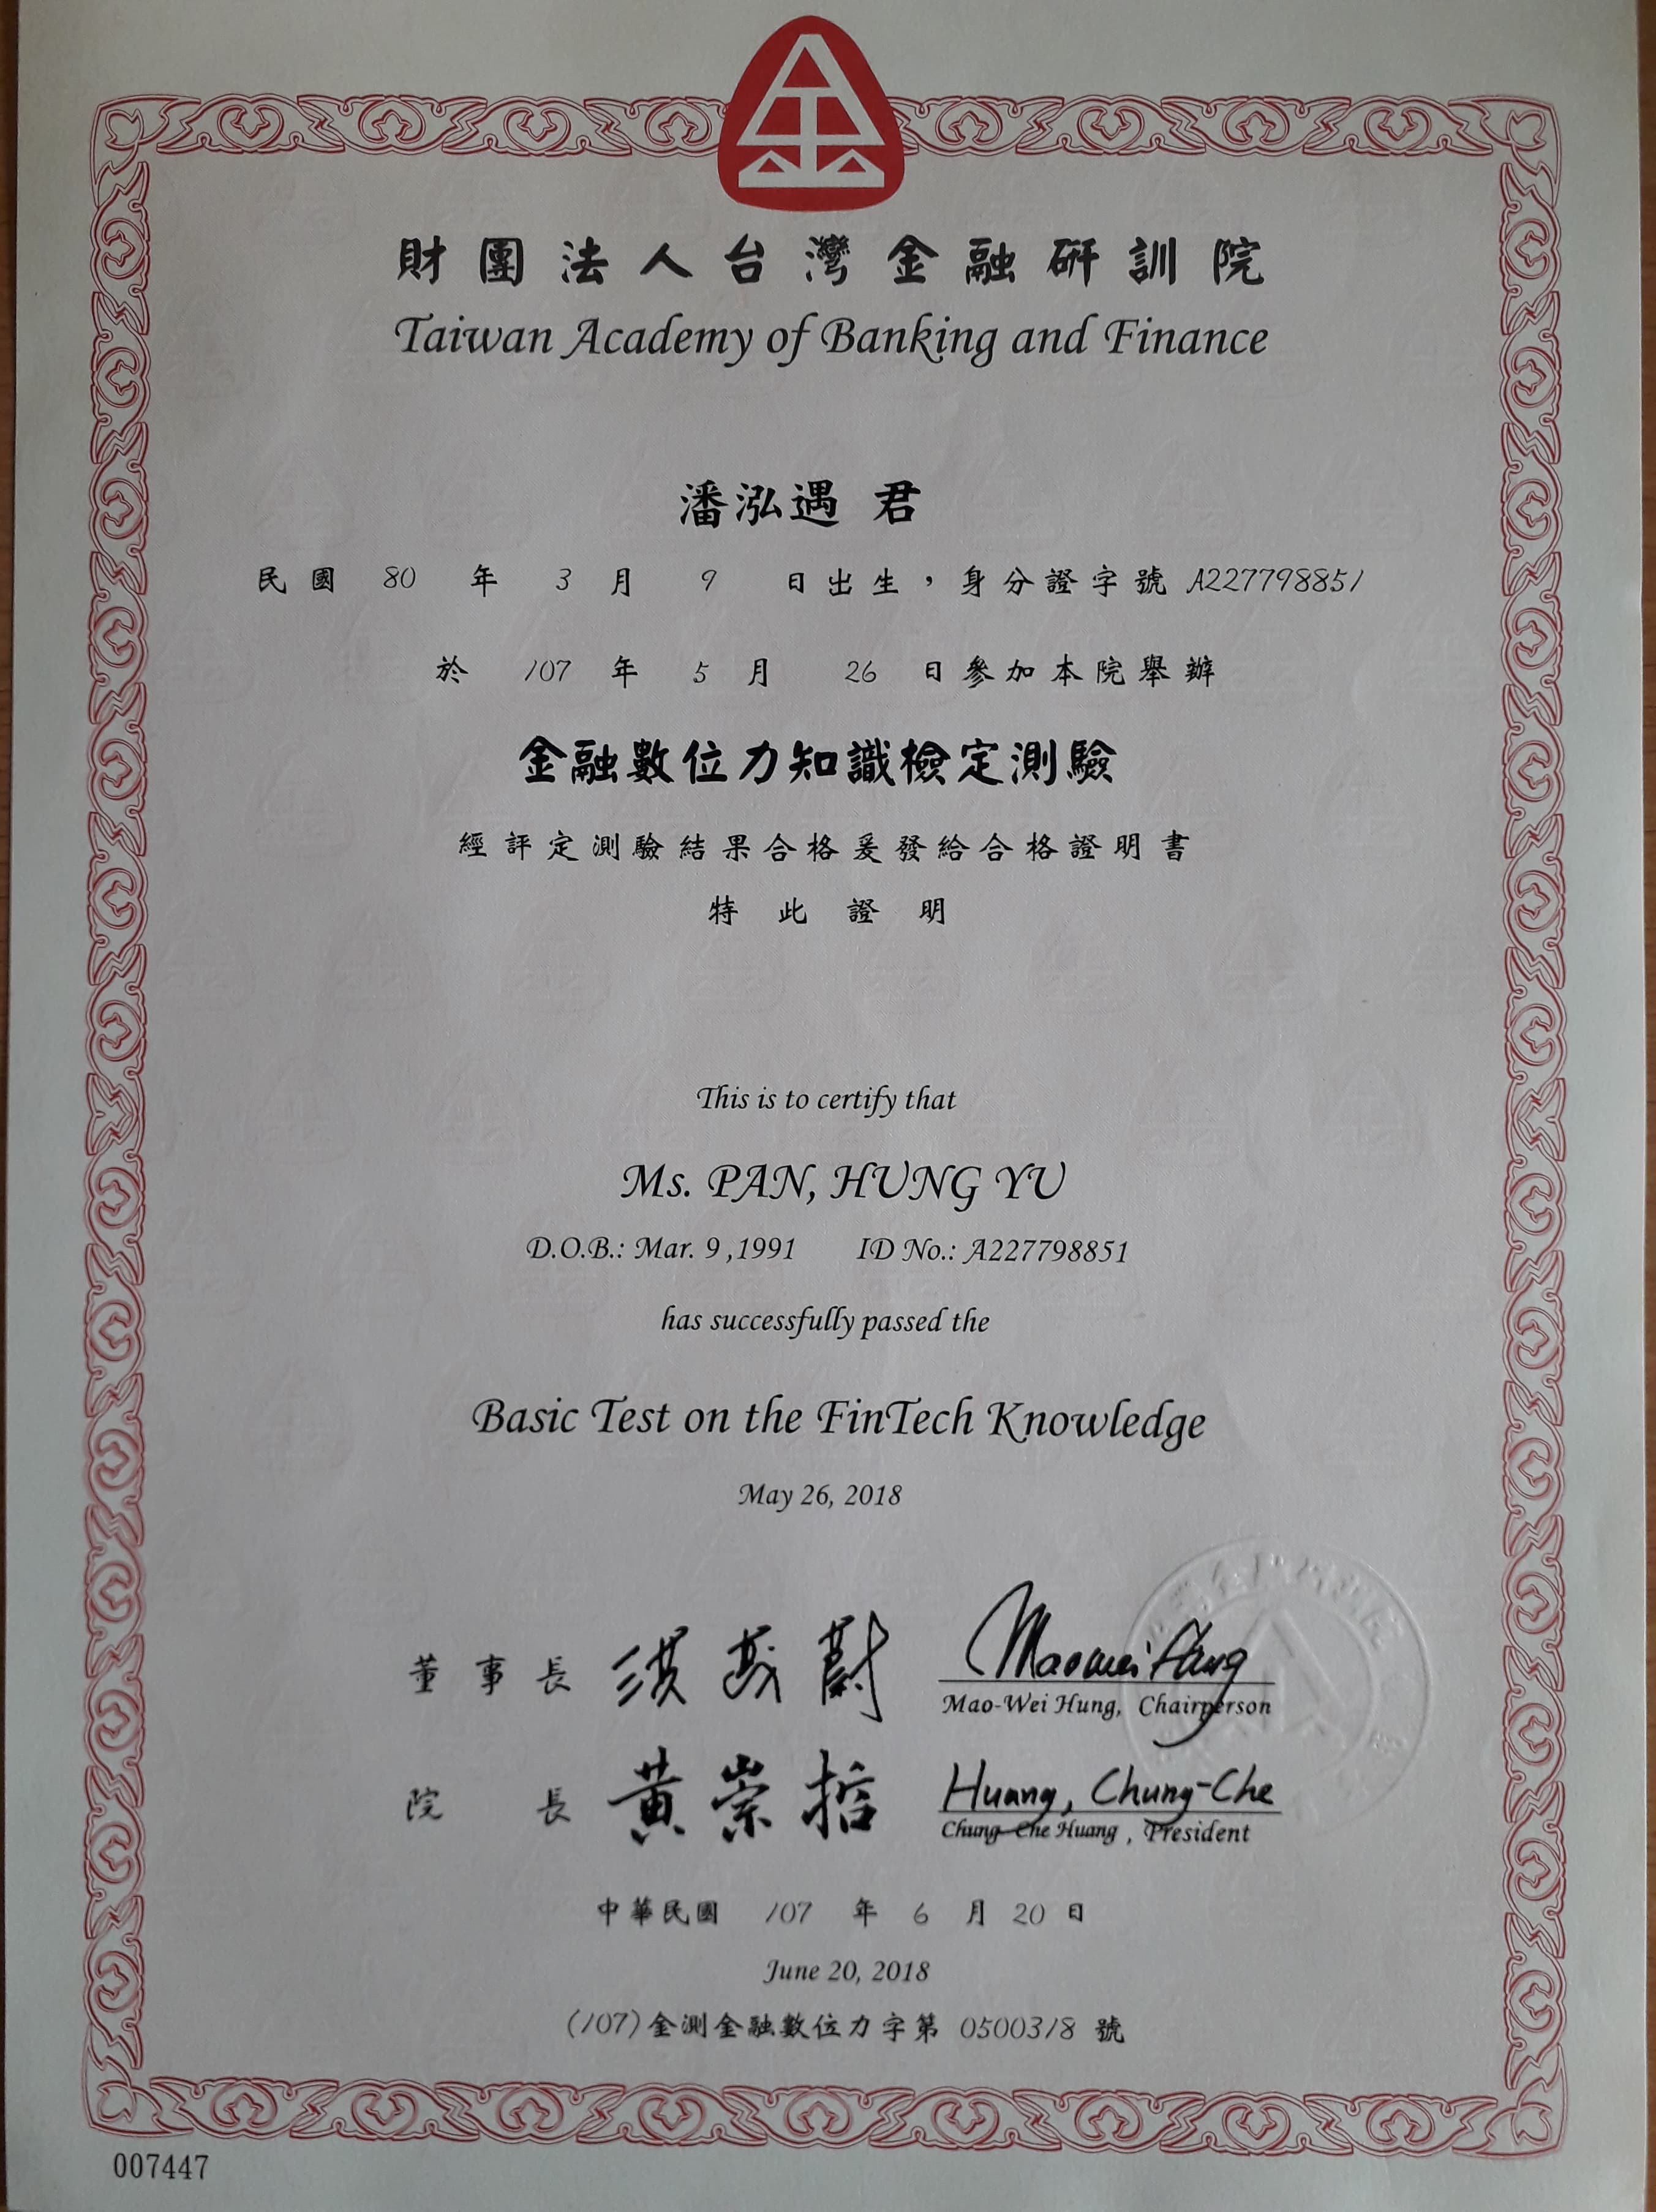 財團法人台灣金融研訓院
Taiwan Academy of Banking and Finance
潘泓遇 君
民國 80 年 3 月 9 日出生，身分證字號 A227798851
於 107 年 5 月 26 日參加本院舉辦
金融數位力知識檢定測驗
經評定測驗結果合格爰發給合格證明書
特此證明
This is to certify that
Ms. PAN, HUNG YU
D.O.B.: Mar. 9 ,1991 ID No.: A227798851
has successfully passed the
Basic Test on the FinTech Knowledge
May 26, 2018
董事長 洪茂蔚 Maowei Hung
Mao-Wei Hung, Chairperson
院長 黃崇哲 Huang, Chung-Che
Chung-Che Huang , President
中華民國 107 年 6 月 20 日
June 20, 2018
(107)金測金融數位力字第 0500318 號
007447